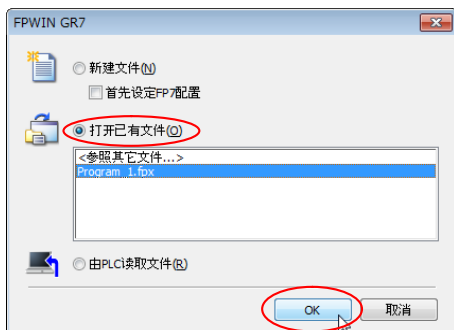 FPWIN GR7
新建文件(N)
首先设定FP7配置
打开已有文件(O)
<参照其它文件...>
Program_1.fpx
由PLC读取文件(R)
OK
取消